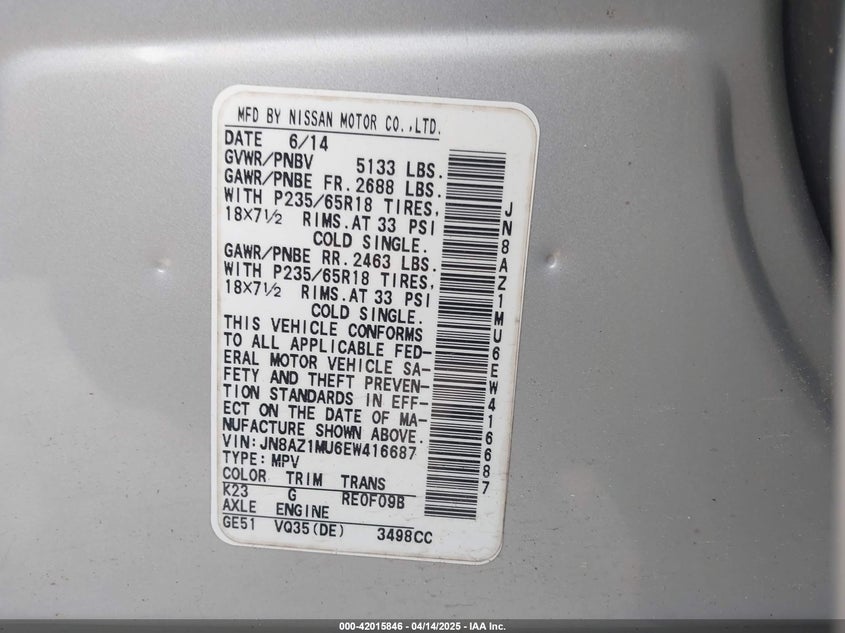 MFD BY NISSAN MOTOR CO.,LTD.
DATE 6/14
GVWR/PNBV 5133 LBS.
GAWR/PNBE FR. 2688 LBS.
WITH P235/65R18 TIRES,
18X7½ RIMS.AT 33 PSI
COLD SINGLE.
GAWR/PNBE RR. 2463 LBS.
WITH P235/65R18 TIRES,
18X7½ RIMS.AT 33 PSI
COLD SINGLE.
THIS VEHICLE CONFORMS
TO ALL APPLICABLE FED-
ERAL MOTOR VEHICLE SA-
FETY AND THEFT PREVEN-
TION STANDARDS IN EFF-
ECT ON THE DATE OF MA-
NUFACTURE SHOWN ABOVE.
VIN:JN8AZ1MU6EW416687
TYPE:MPV
COLOR TRIM TRANS
K23 G RE0F09B
AXLE ENGINE
GE51 VQ35(DE) 3498CC
JN8AZ1MU6EW416687
000-42015846 - 04/14/2025 - IAA Inc.